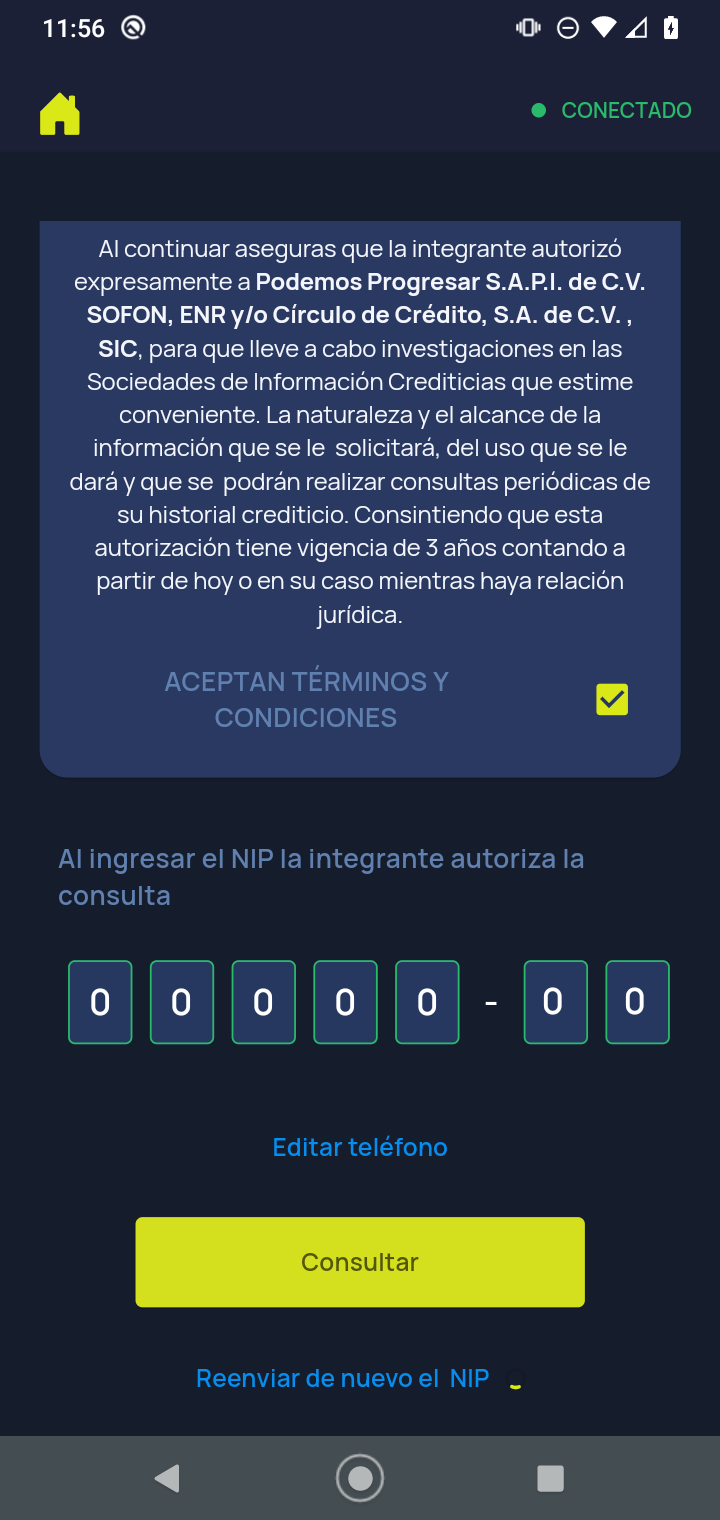 11:56
CONECTADO
Al continuar aseguras que la integrante autorizó
expresamente a Podemos Progresar S.A.P.I. de C.V.
SOFON, ENR y/o Círculo de Crédito, S.A. de C.V. ,
SIC, para que lleve a cabo investigaciones en las
Sociedades de Información Crediticias que estime
conveniente. La naturaleza y el alcance de la
información que se le  solicitará, del uso que se le
dará y que se  podrán realizar consultas periódicas de
su historial crediticio. Consintiendo que esta
autorización tiene vigencia de 3 años contando a
partir de hoy o en su caso mientras haya relación
jurídica.
ACEPTAN TÉRMINOS Y
CONDICIONES
Al ingresar el NIP la integrante autoriza la
consulta
0 0 0 0 0 - 0 0
Editar teléfono
Consultar
Reenviar de nuevo el  NIP